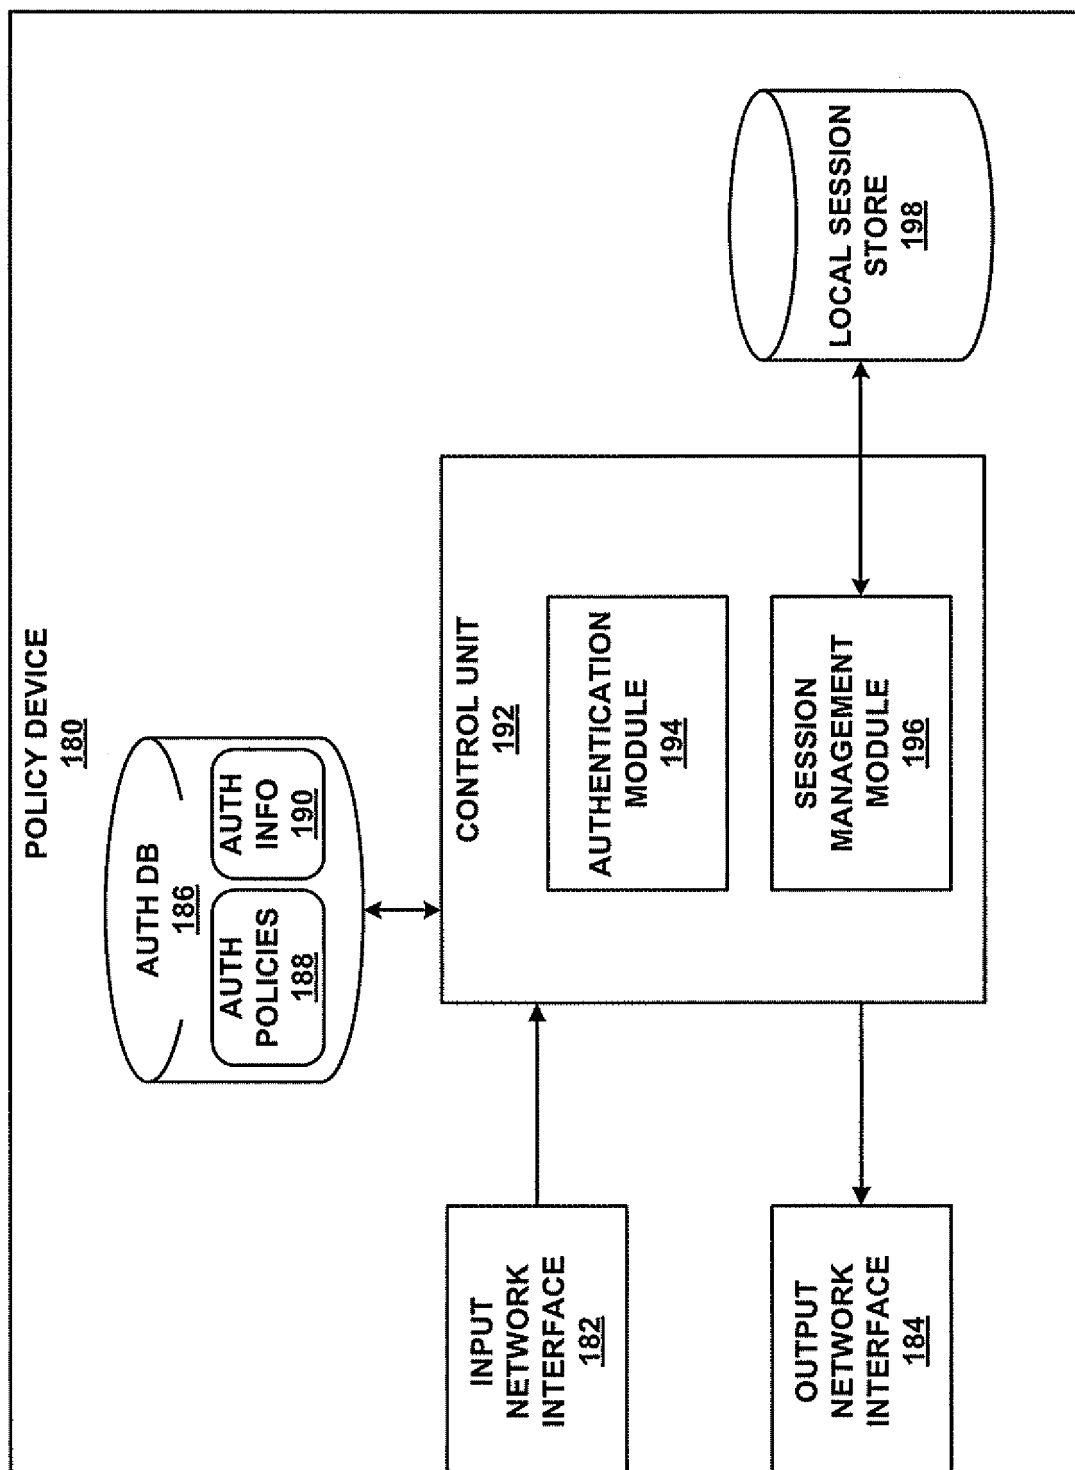 POLICY DEVICE
180
AUTH DB
186
AUTH
POLICIES
188
AUTH
INFO
190
CONTROL UNIT
192
INPUT
NETWORK
INTERFACE
182
AUTHENTICATION
MODULE
194
OUTPUT
NETWORK
INTERFACE
184
SESSION
MANAGEMENT
MODULE
196
LOCAL SESSION
STORE
198